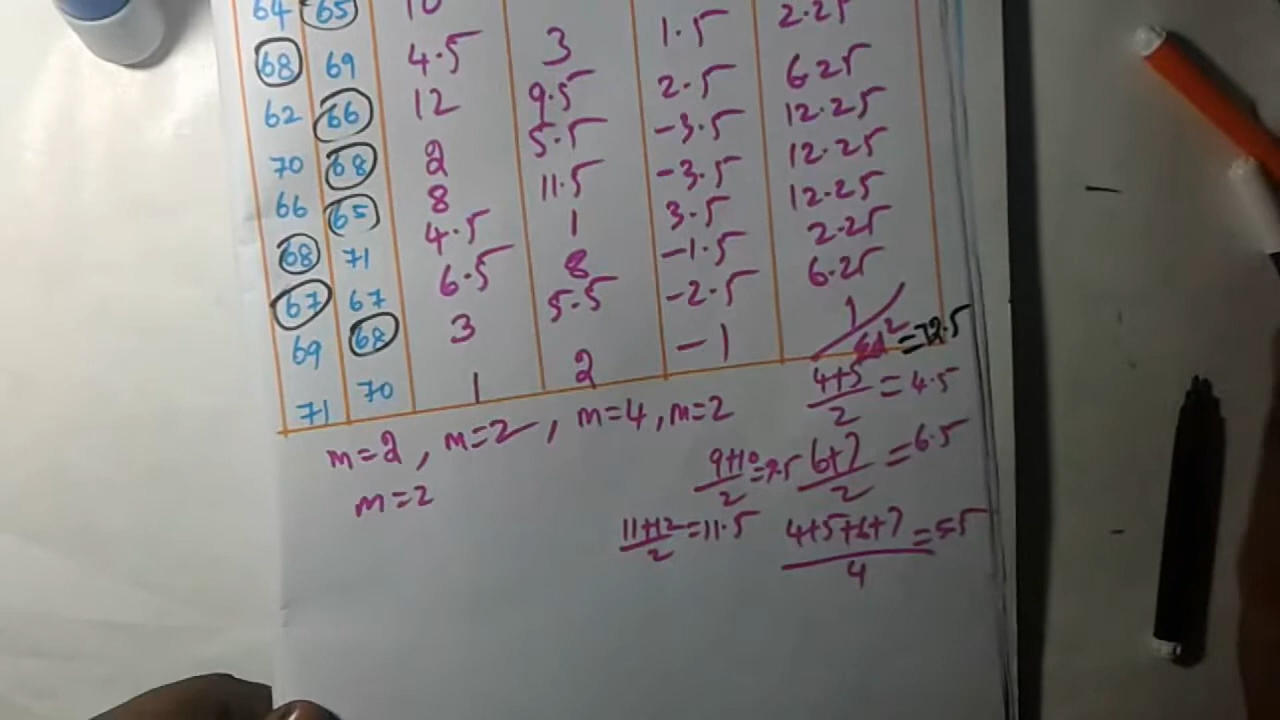 64 65 10 2.25
68 69 4.5 3 1.5 6.25
62 66 12 9.5 2.5 12.25
70 68 2 5.5 -3.5 12.25
66 65 8 11.5 -3.5 12.25
68 71 4.5 1 3.5 2.25
67 67 6.5 8 -1.5 6.25
69 68 3 5.5 -2.5 1
71 70 1 2 -1
Σd²=72.5
4+5/2 = 4.5
m=2, m=2, m=4, m=2
9+10/2=9.5 6+7/2 = 6.5
m=2
11+12/2=11.5 4+5+6+7/4 = 5.5